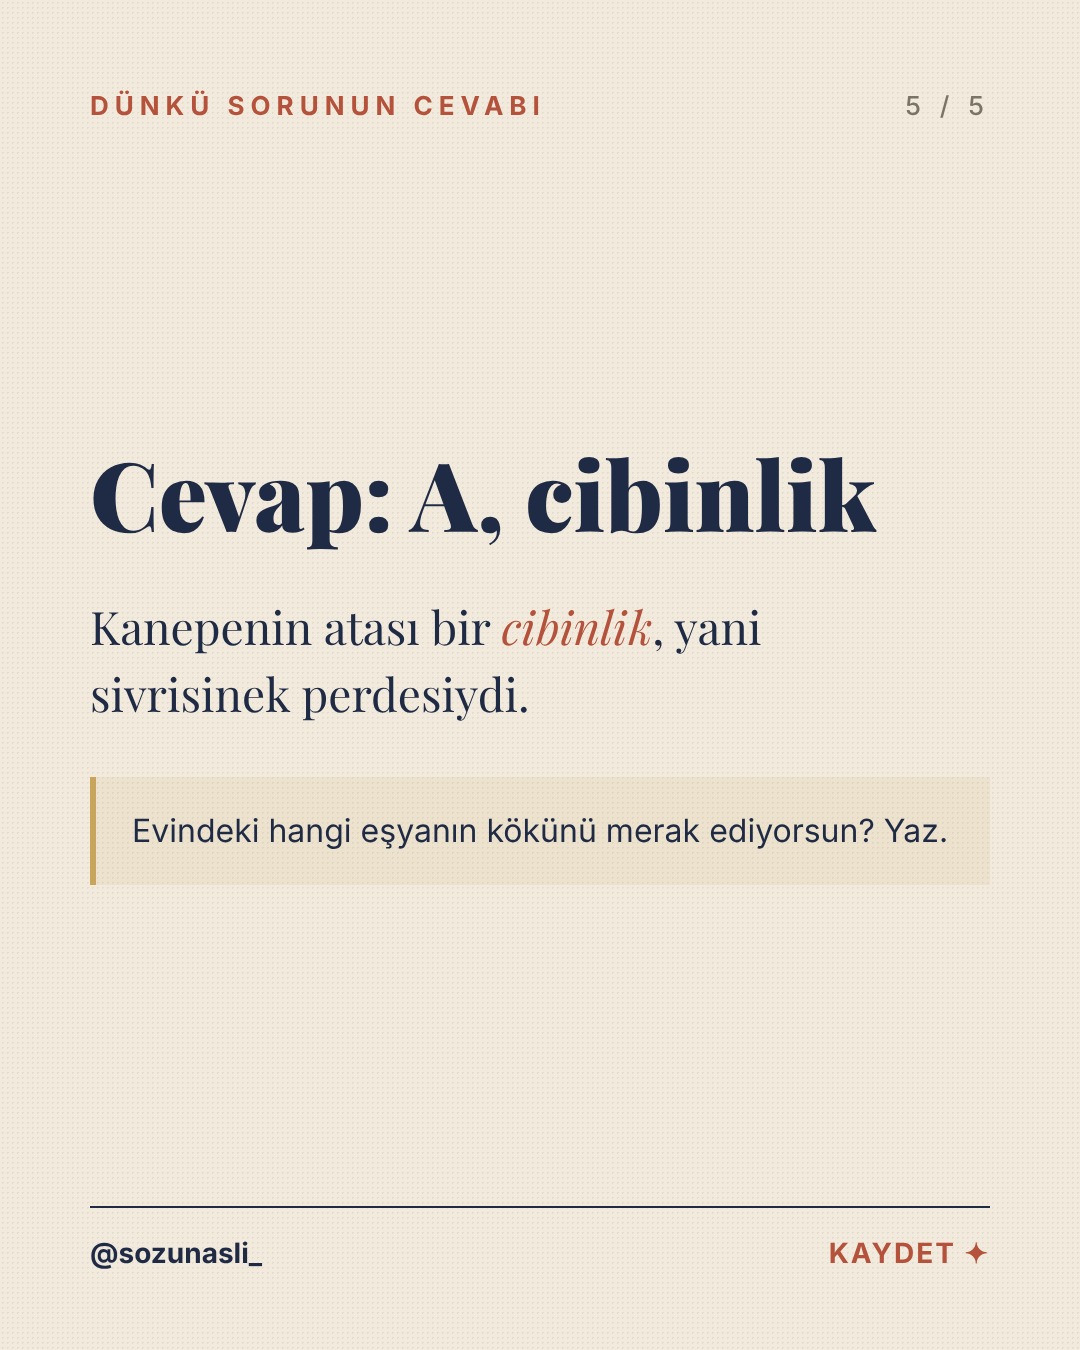 DÜNKÜ SORUNUN CEVABI
5 / 5
Cevap: A, cibinlik
Kanepenin atası bir cibinlik, yani
sivrisinek perdesiydi.
Evindeki hangi eşyanın kökünü merak ediyorsun? Yaz.
@sozunasli_
KAYDET ✦